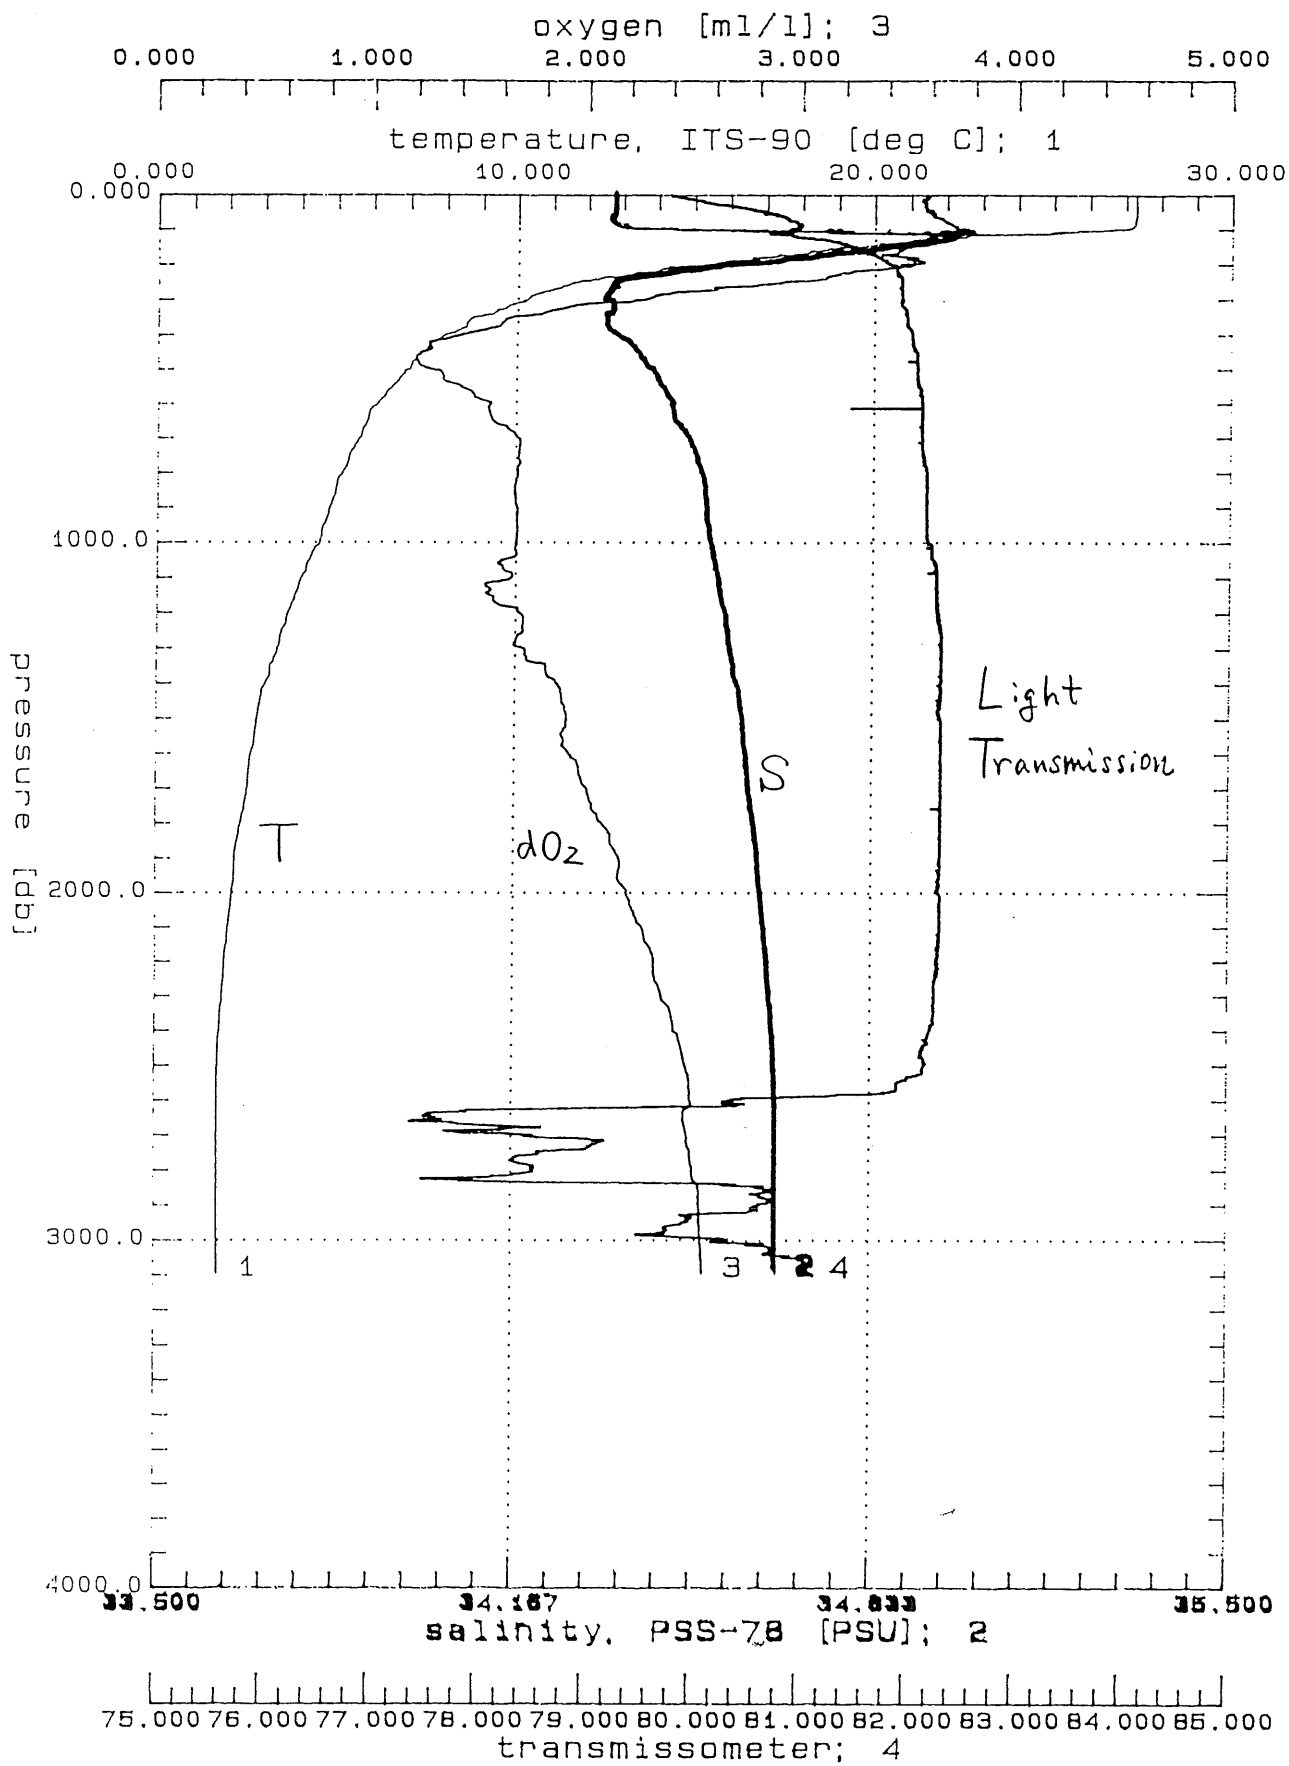 oxygen [ml/l]; 3
0.000 1.000 2.000 3.000 4.000 5.000
temperature, ITS-90 [deg C]; 1
0.000 10.000 20.000 30.000
0.000
1000.0
Light
Transmission
S
T
dO2
pressure [db]
2000.0
3000.0
1 3 2 4
4000.0
33.500 34.167 34.833 35.500
salinity, PSS-78 [PSU]; 2
75.000 76.000 77.000 78.000 79.000 80.000 81.000 82.000 83.000 84.000 85.000
transmissometer; 4